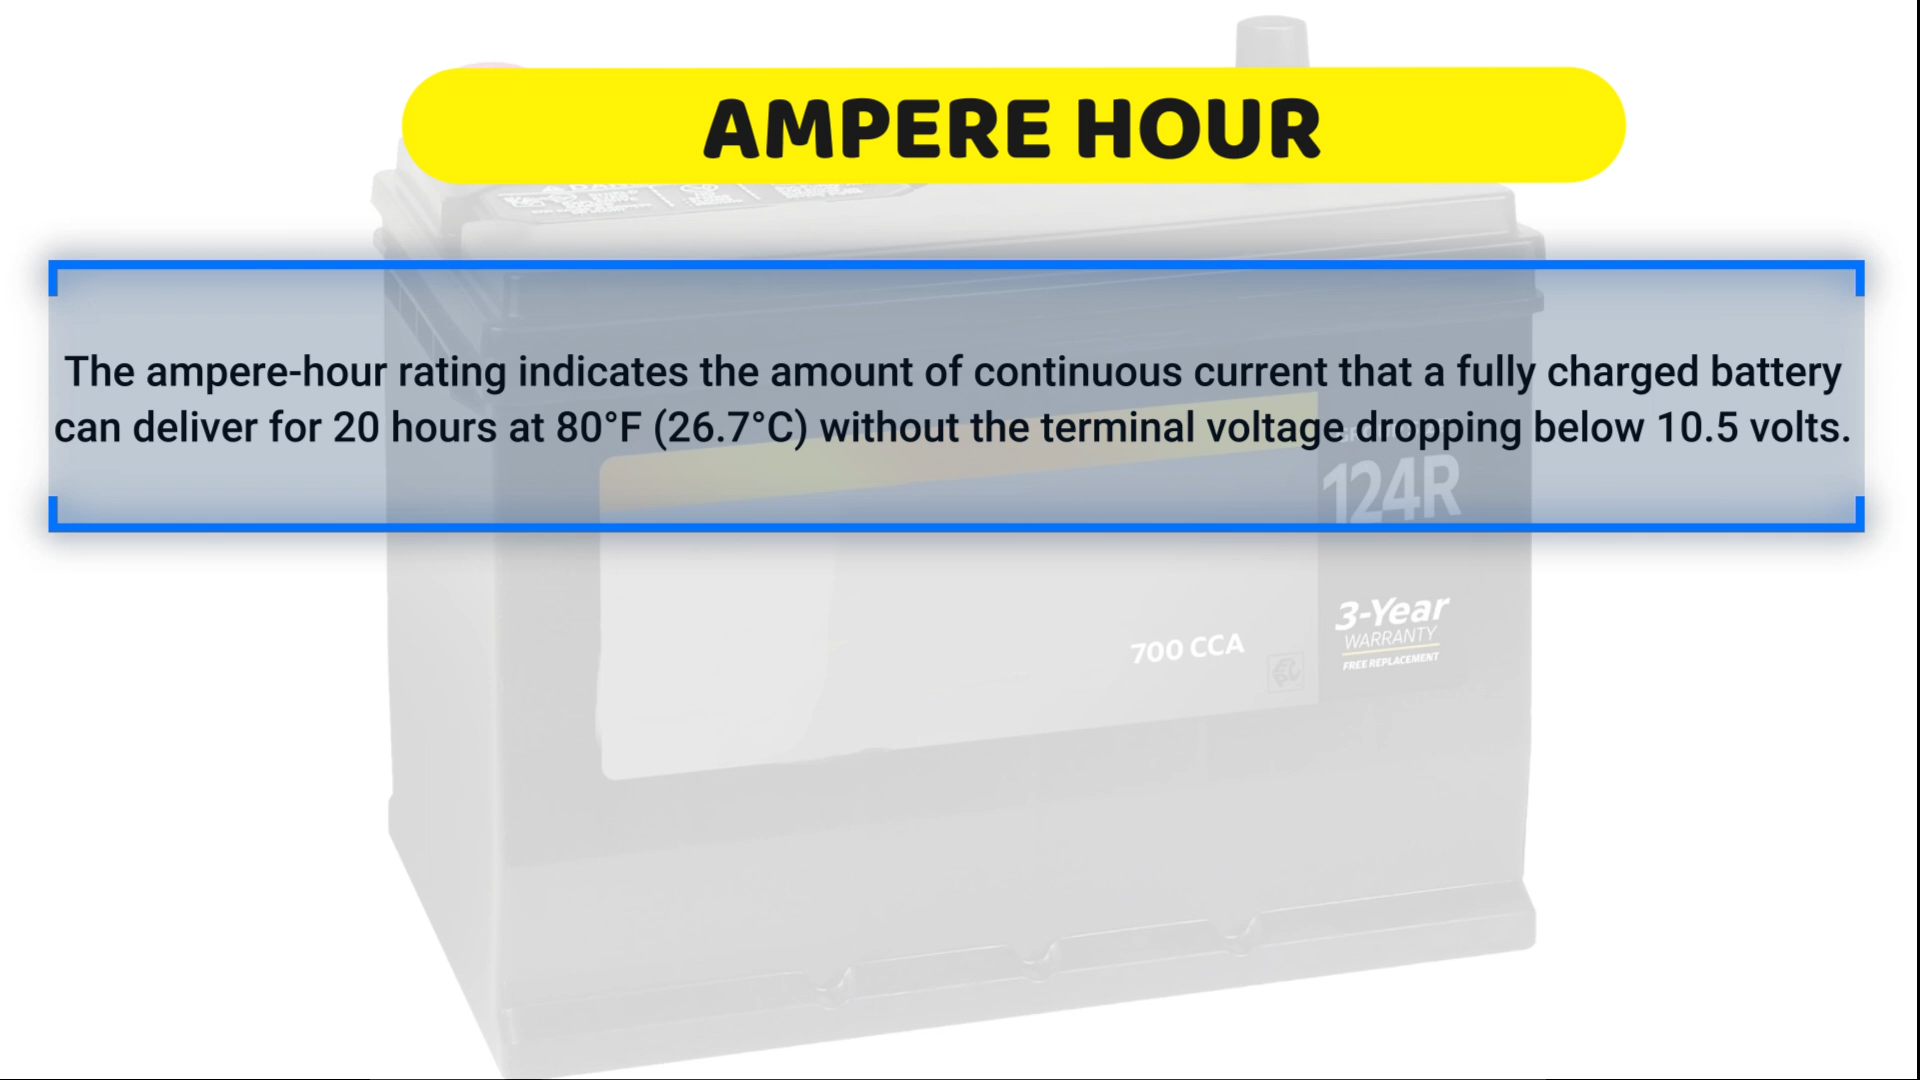 AMPERE HOUR
The ampere-hour rating indicates the amount of continuous current that a fully charged battery
can deliver for 20 hours at 80°F (26.7°C) without the terminal voltage dropping below 10.5 volts.
124R
3-Year
WARRANTY
FREE REPLACEMENT
700 CCA